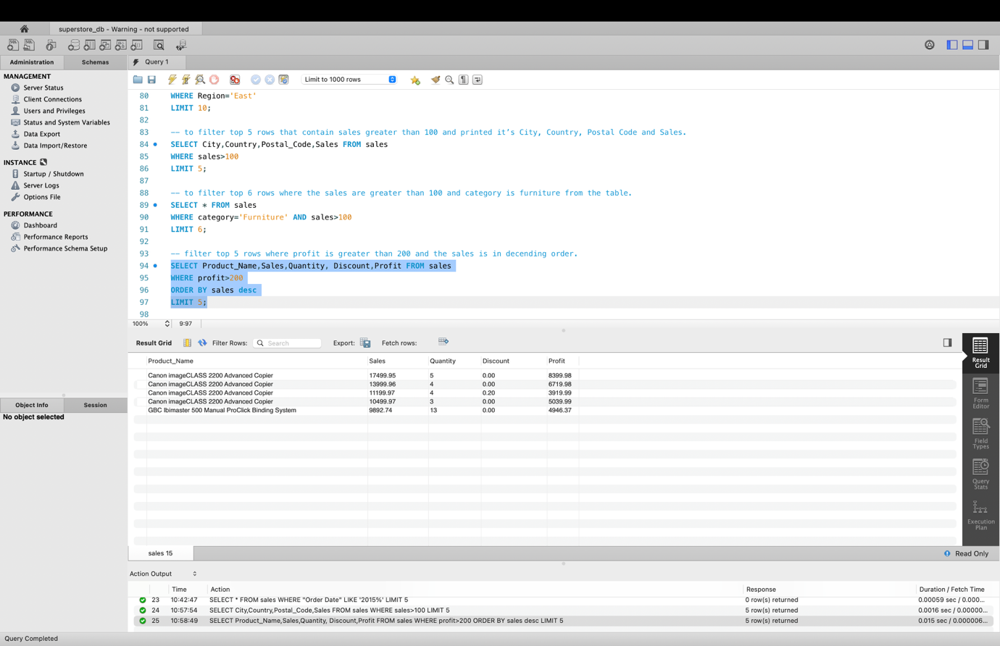 superstore_db - Warning - not supported
Administration
Schemas
Query 1
MANAGEMENT
Server Status
Client Connections
Users and Privileges
Status and System Variables
Data Export
Data Import/Restore
INSTANCE
Startup / Shutdown
Server Logs
Options File
PERFORMANCE
Dashboard
Performance Reports
Performance Schema Setup
Object Info
Session
No object selected
Limit to 1000 rows
80 WHERE Region='East'
81 LIMIT 10;
82
83 -- to filter top 5 rows that contain sales greater than 100 and printed it's City, Country, Postal Code and Sales.
84 SELECT City,Country,Postal_Code,Sales FROM sales
85 WHERE sales>100
86 LIMIT 5;
87
88 -- to filter top 6 rows where the sales are greater than 100 and category is furniture from the table.
89 SELECT * FROM sales
90 WHERE category='Furniture' AND sales>100
91 LIMIT 6;
92
93 -- filter top 5 rows where profit is greater than 200 and the sales is in decending order.
94 SELECT Product_Name,Sales,Quantity, Discount,Profit FROM sales
95 WHERE profit>200
96 ORDER BY sales desc
97 LIMIT 5;
98
100% 9:97
Result Grid Filter Rows: Search Export: Fetch rows:
Product_Name Sales Quantity Discount Profit
Canon imageCLASS 2200 Advanced Copier 17499.95 5 0.00 8399.98
Canon imageCLASS 2200 Advanced Copier 13999.96 4 0.00 6719.98
Canon imageCLASS 2200 Advanced Copier 11199.97 4 0.20 3919.99
Canon imageCLASS 2200 Advanced Copier 10499.97 3 0.00 5039.99
GBC Ibimaster 500 Manual ProClick Binding System 9892.74 13 0.00 4946.37
Result
Grid
Form
Editor
Field
Types
Query
Stats
Execution
Plan
sales 15
Read Only
Action Output
Time Action Response Duration / Fetch Time
23 10:42:47 SELECT * FROM sales WHERE "Order Date" LIKE '2015%' LIMIT 5 0 row(s) returned 0.00059 sec / 0.000...
24 10:57:54 SELECT City,Country,Postal_Code,Sales FROM sales WHERE sales>100 LIMIT 5 5 row(s) returned 0.0016 sec / 0.00000...
25 10:58:49 SELECT Product_Name,Sales,Quantity, Discount,Profit FROM sales WHERE profit>200 ORDER BY sales desc LIMIT 5 5 row(s) returned 0.015 sec / 0.000006...
Query Completed